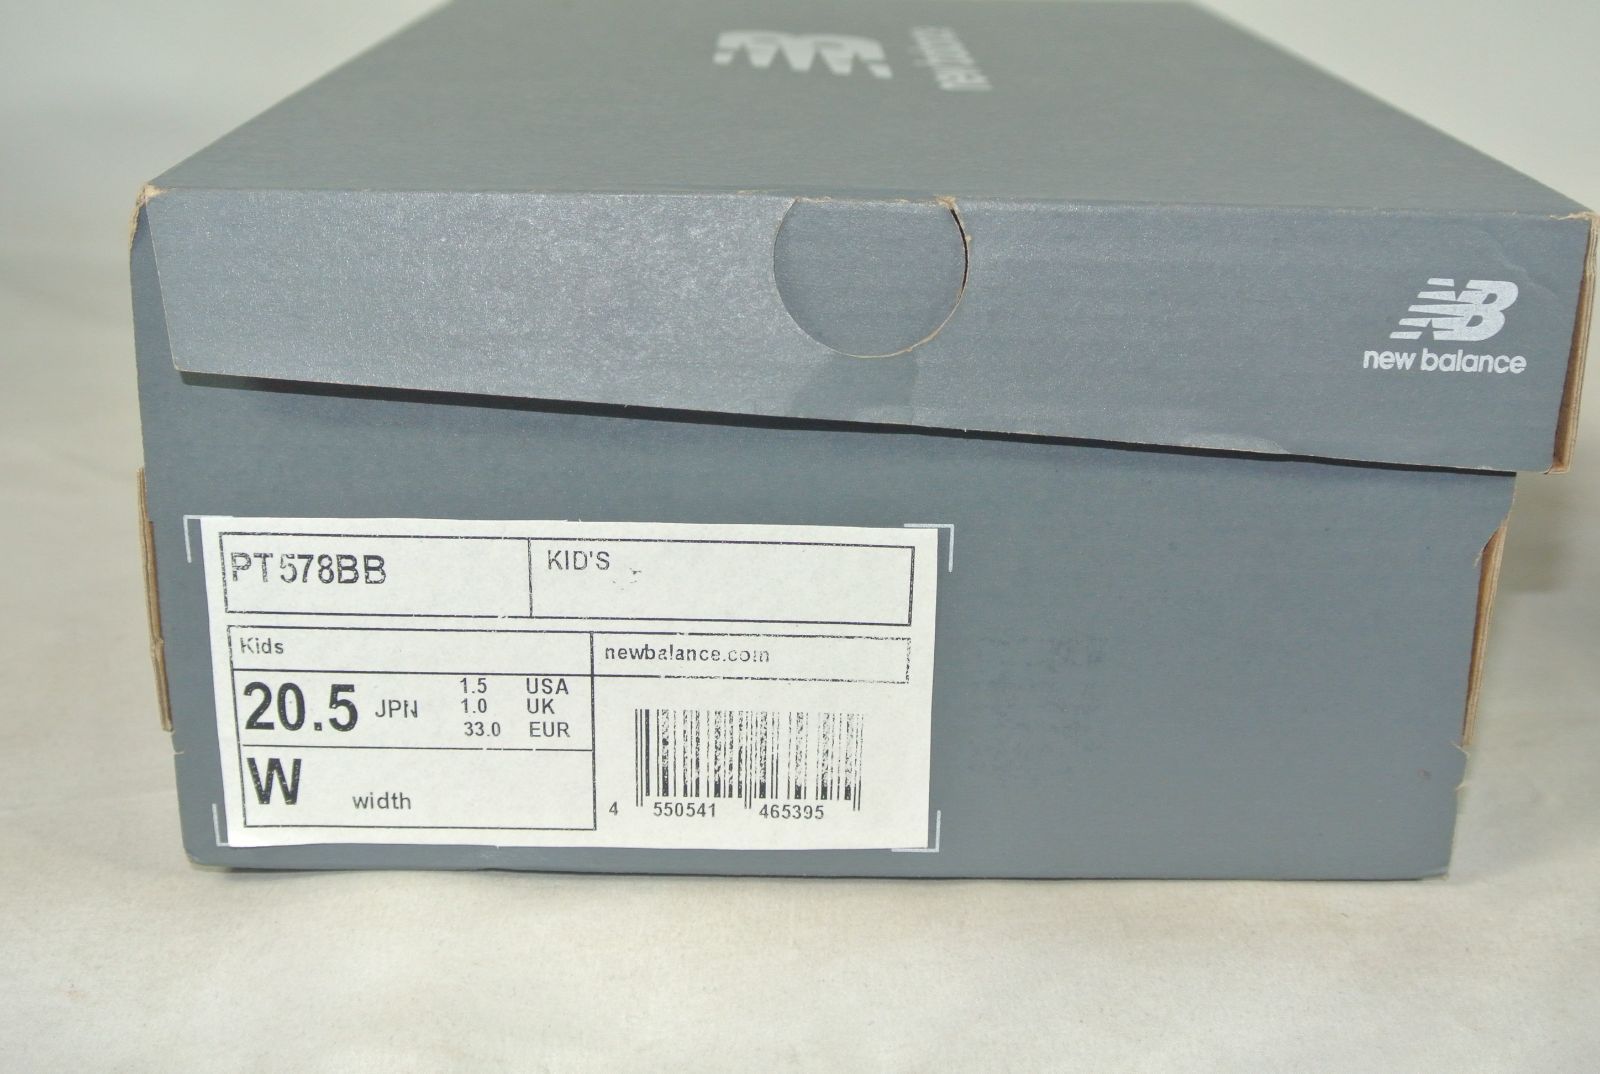 new balance
new balance
PT578BB
KID'S
Kids
newbalance.com
20.5 JPN
1.5 USA
1.0 UK
33.0 EUR
W width
4 550541 465395